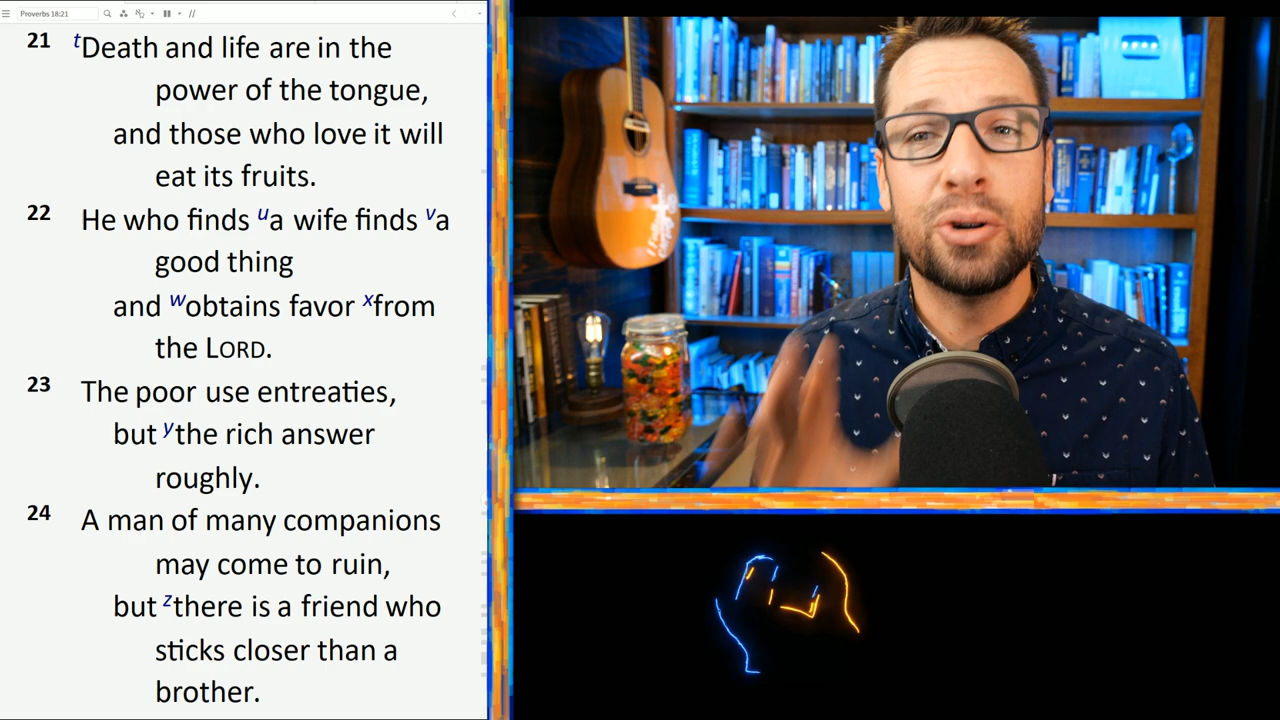 Proverbs 18:21
21 tDeath and life are in the
power of the tongue,
and those who love it will
eat its fruits.
22 He who finds ua wife finds va
good thing
and wobtains favor xfrom
the LORD.
23 The poor use entreaties,
but ythe rich answer
roughly.
24 A man of many companions
may come to ruin,
but zthere is a friend who
sticks closer than a
brother.